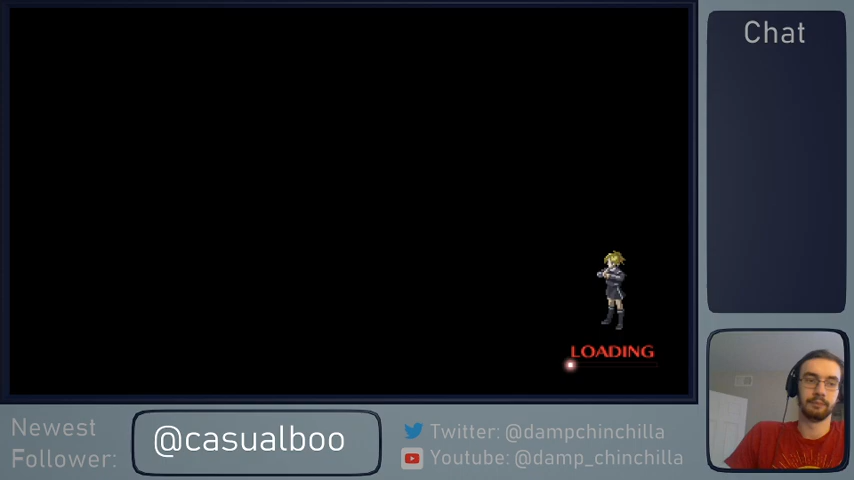 Chat
LOADING
Newest
Follower:
@casualboo
Twitter: @dampchinchilla
Youtube: @damp_chinchilla